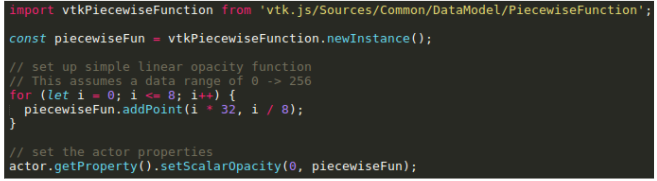 import vtkPiecewiseFunction from 'vtk.js/Sources/Common/DataModel/PiecewiseFunction';
const piecewiseFun = vtkPiecewiseFunction.newInstance();
// set up simple linear opacity function
// This assumes a data range of 0 -> 256
for (let i = 0; i <= 8; i++) {
  piecewiseFun.addPoint(i * 32, i / 8);
}
// set the actor properties
actor.getProperty().setScalarOpacity(0, piecewiseFun);